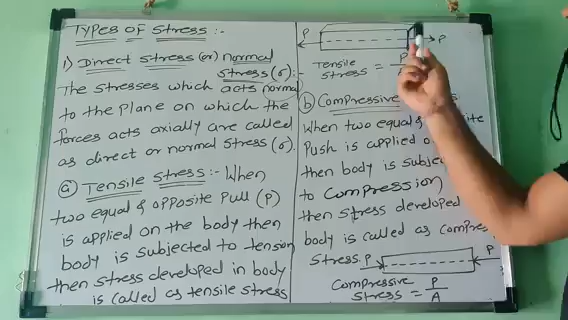 Types of Stress :-
1) Direct stress (or) normal
stress (σ) :-
The stresses which acts normal
to the plane on which the
forces acts axially are called
as direct or normal stress (σ).
ⓐ Tensile stress :- When
two equal & opposite Pull (P)
is applied on the body then
body is subjected to tension
then stress developed in body
is called as tensile stress
P
P
Tensile
stress =
P
ⓑ Compressive
When two equal &
Push is applied
then body is
to compression
then stress developed
body is called as
Stress.
P
P
Compressive
stress = P/A